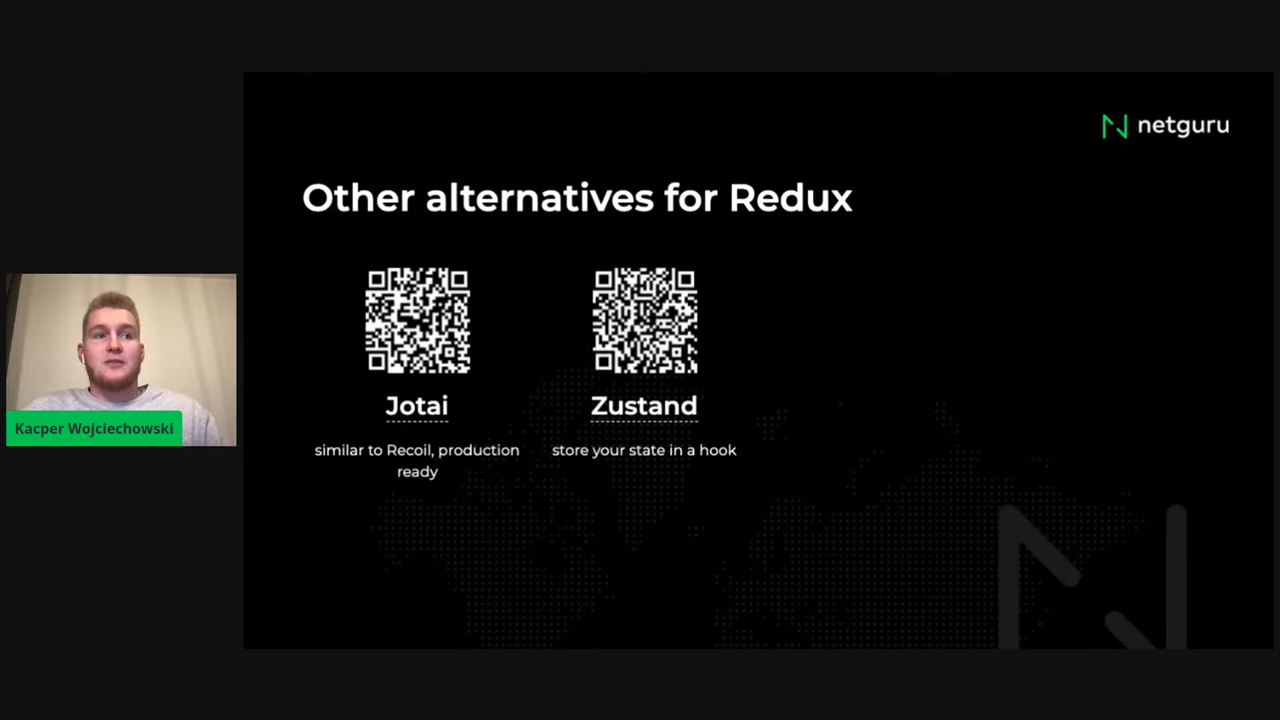 netguru
Other alternatives for Redux
Jotai
Zustand
similar to Recoil, production
ready
store your state in a hook
Kacper Wojciechowski